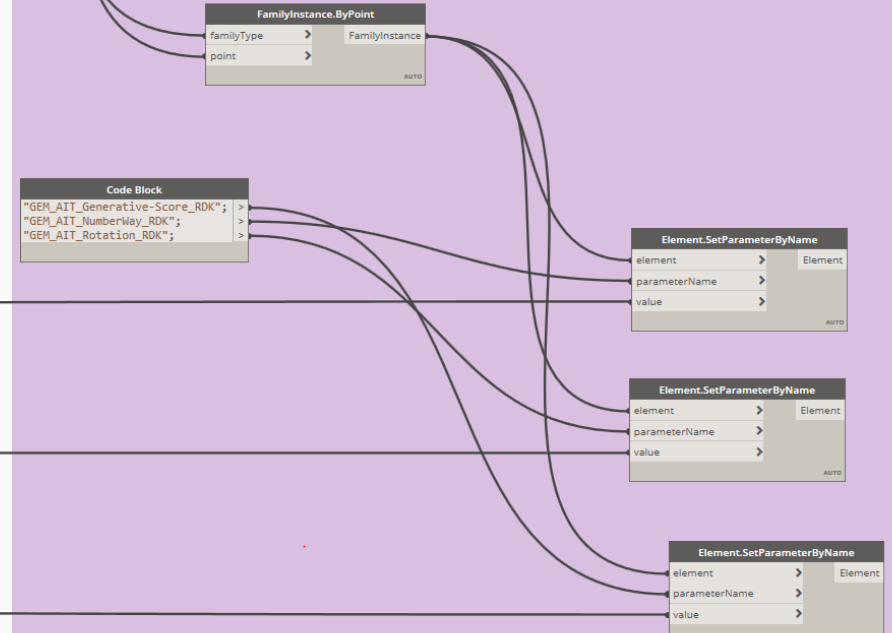 FamilyInstance.ByPoint
familyType > FamilyInstance
point >
AUTO
Code Block
"GEM_AIT_Generative-Score_RDK"; >
"GEM_AIT_NumberWay_RDK"; >
"GEM_AIT_Rotation_RDK"; >
Element.SetParameterByName
element > Element
parameterName >
value >
AUTO
Element.SetParameterByName
element > Element
parameterName >
value >
AUTO
Element.SetParameterByName
element > Element
parameterName >
value >